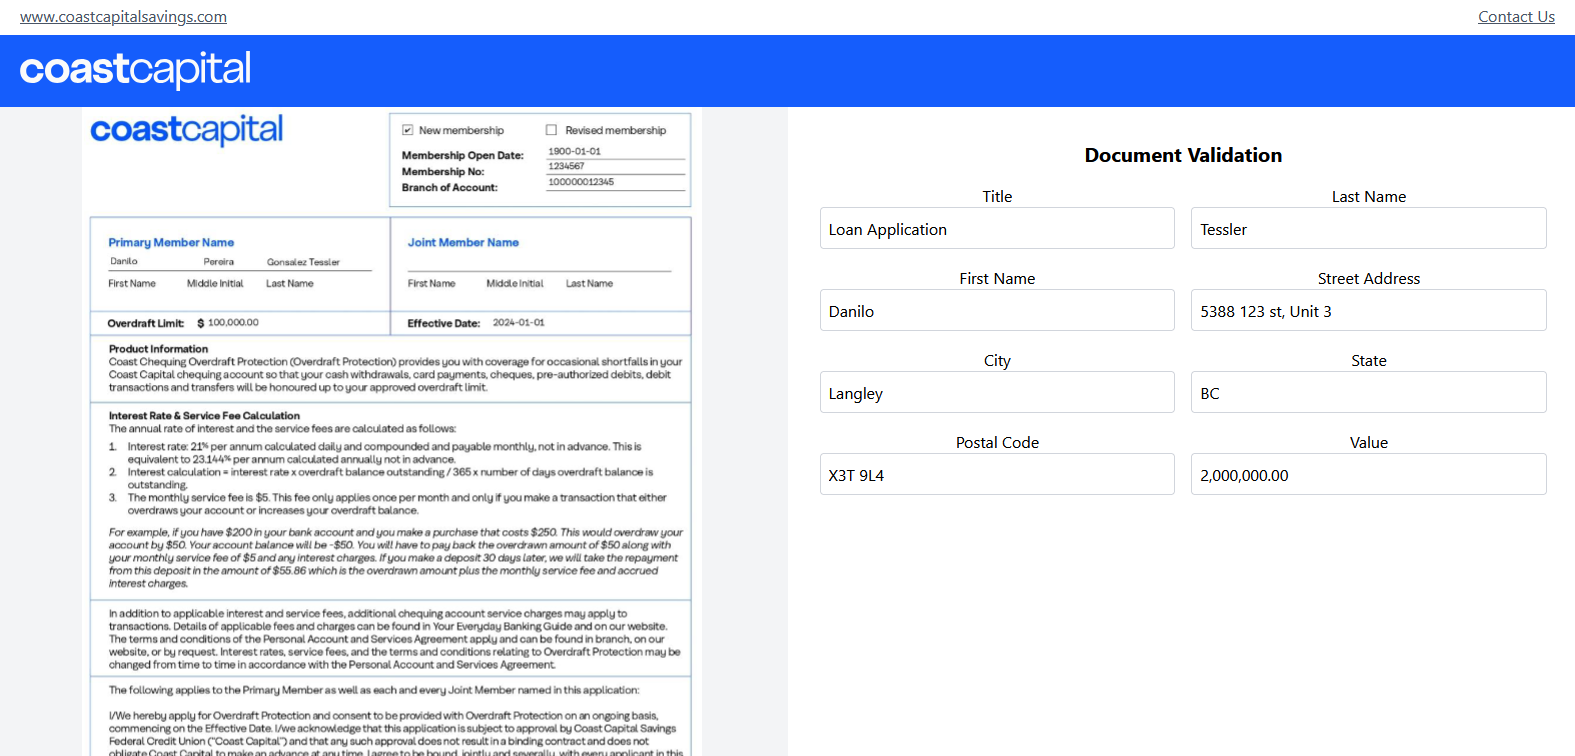 www.coastcapitalsavings.com
Contact Us
coastcapital
coastcapital
New membership
Revised membership
Membership Open Date: 1900-01-01
Membership No: 1234567
Branch of Account: 100000012345
Primary Member Name
Danilo Pereira Gonsalez Tessler
First Name Middle Initial Last Name
Joint Member Name
First Name Middle Initial Last Name
Overdraft Limit: $ 100,000.00
Effective Date: 2024-01-01
Product Information
Coast Chequing Overdraft Protection (Overdraft Protection) provides you with coverage for occasional shortfalls in your
Coast Capital chequing account so that your cash withdrawals, card payments, cheques, pre-authorized debits, debit
transactions and transfers will be honoured up to your approved overdraft limit.
Interest Rate & Service Fee Calculation
The annual rate of interest and the service fees are calculated as follows:
1. Interest rate: 21% per annum calculated daily and compounded and payable monthly, not in advance. This is
equivalent to 23.144% per annum calculated annually not in advance.
2. Interest calculation = interest rate x overdraft balance outstanding / 365 x number of days overdraft balance is
outstanding.
3. The monthly service fee is $5. This fee only applies once per month and only if you make a transaction that either
overdraws your account or increases your overdraft balance.
For example, if you have $200 in your bank account and you make a purchase that costs $250. This would overdraw your
account by $50. Your account balance will be -$50. You will have to pay back the overdrawn amount of $50 along with
your monthly service fee of $5 and any interest charges. If you make a deposit 30 days later, we will take the repayment
from this deposit in the amount of $55.86 which is the overdrawn amount plus the monthly service fee and accrued
interest charges.
In addition to applicable interest and service fees, additional chequing account service charges may apply to
transactions. Details of applicable fees and charges can be found in Your Everyday Banking Guide and on our website.
The terms and conditions of the Personal Account and Services Agreement apply and can be found in branch, on our
website, or by request. Interest rates, service fees, and the terms and conditions relating to Overdraft Protection may be
changed from time to time in accordance with the Personal Account and Services Agreement.
The following applies to the Primary Member as well as each and every Joint Member named in this application:
I/We hereby apply for Overdraft Protection and consent to be provided with Overdraft Protection on an ongoing basis,
commencing on the Effective Date. I/we acknowledge that this application is subject to approval by Coast Capital Savings
Federal Credit Union ("Coast Capital") and that any such approval does not result in a binding contract and does not
obligate Coast Capital to make an advance at any time. I agree to be bound, jointly and severally, with every applicant in this
Document Validation
Title
Last Name
Loan Application
Tessler
First Name
Street Address
Danilo
5388 123 st, Unit 3
City
State
Langley
BC
Postal Code
Value
X3T 9L4
2,000,000.00